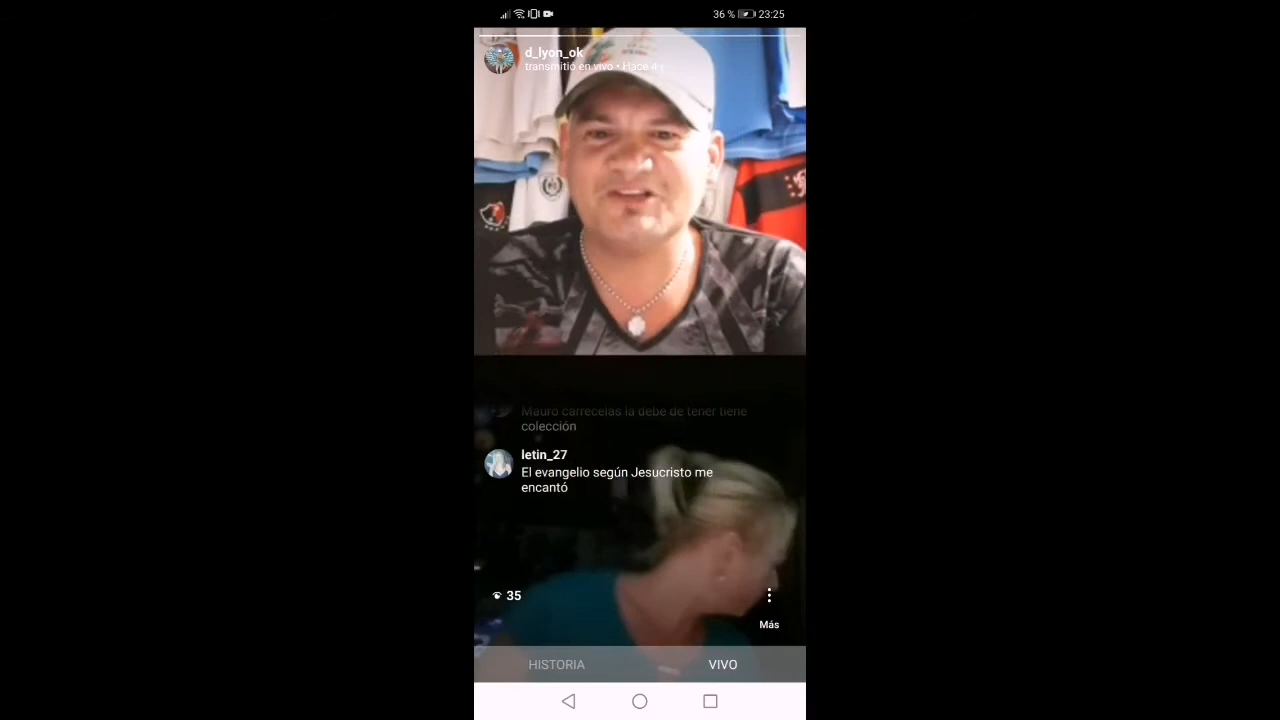 36 % 23:25
d_lyon_ok
transmitió en vivo • Hace 4
Mauro carrecelas la debe de tener tiene
colección
letin_27
El evangelio según Jesucristo me
encantó
35
Más
HISTORIA VIVO